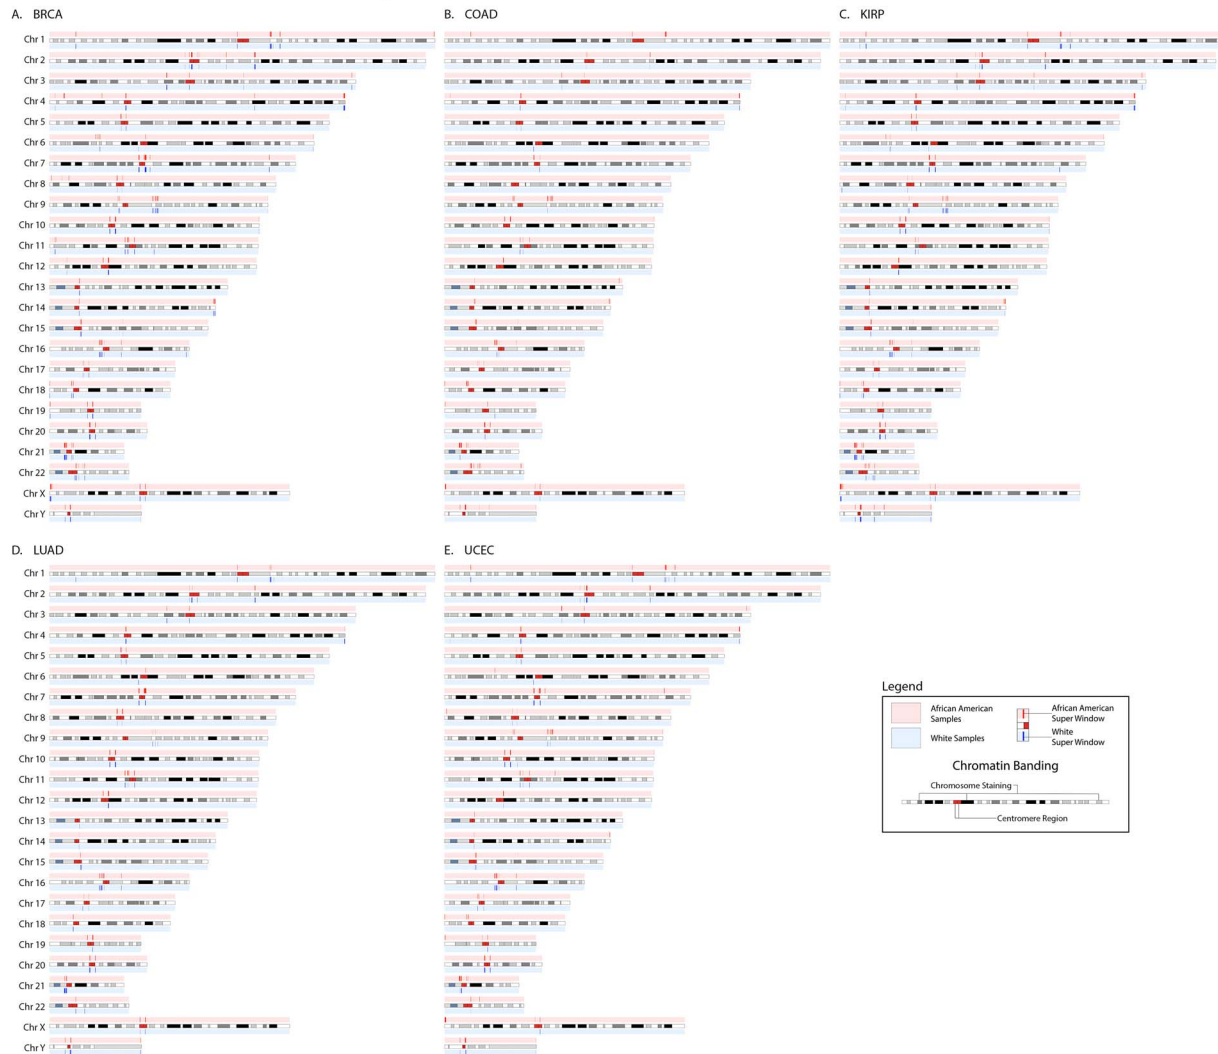 A. BRCA
B. COAD
C. KIRP
Chr 1
Chr 2
Chr 3
Chr 4
Chr 5
Chr 6
Chr 7
Chr 8
Chr 9
Chr 10
Chr 11
Chr 12
Chr 13
Chr 14
Chr 15
Chr 16
Chr 17
Chr 18
Chr 19
Chr 20
Chr 21
Chr 22
Chr X
Chr Y
D. LUAD
E. UCEC
Chr 1
Chr 2
Chr 3
Chr 4
Chr 5
Chr 6
Chr 7
Chr 8
Chr 9
Chr 10
Chr 11
Chr 12
Chr 13
Chr 14
Chr 15
Chr 16
Chr 17
Chr 18
Chr 19
Chr 20
Chr 21
Chr 22
Chr X
Chr Y
Legend
African American
Samples
White Samples
African American
Super Window
White
Super Window
Chromatin Banding
Chromosome Staining
Centromere Region